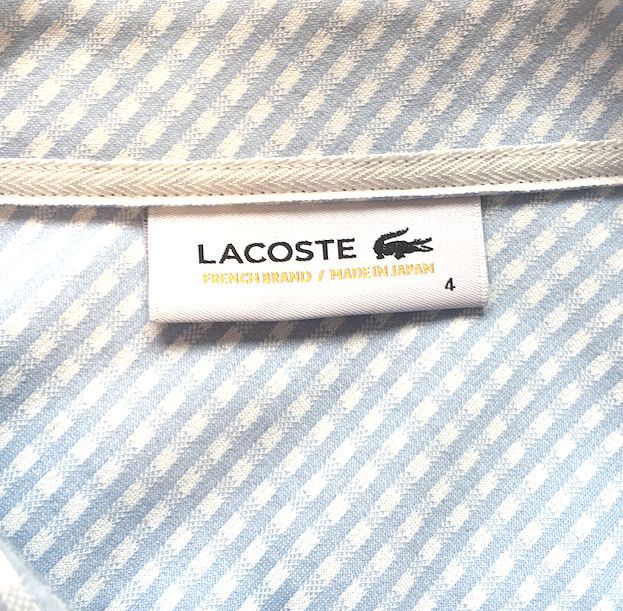 LACOSTE
FRENCH BRAND / MADE IN JAPAN
4